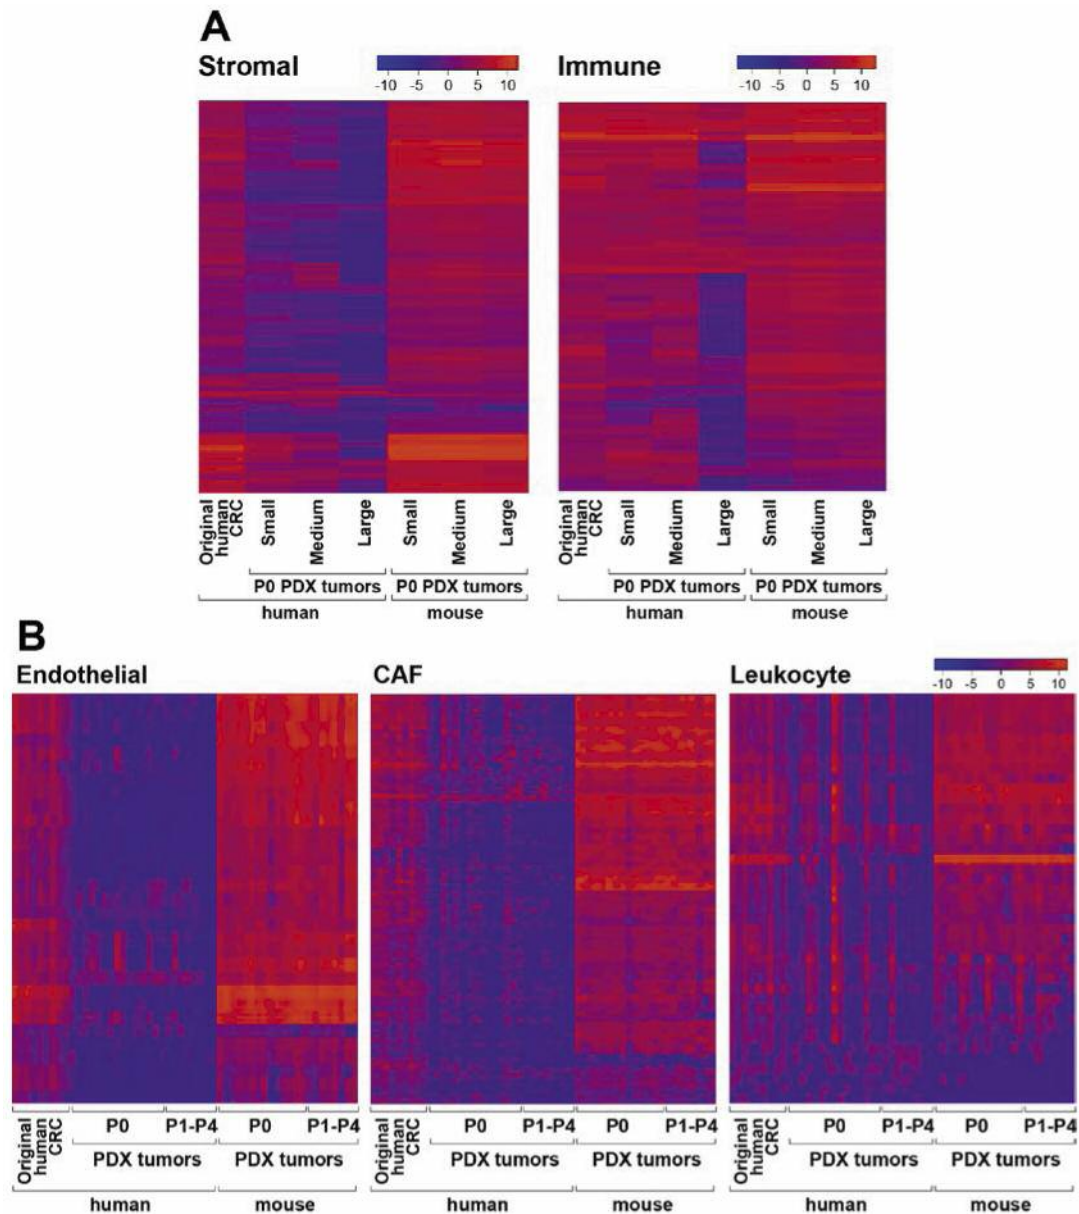 A
Stromal
-10 -5 0 5 10
Immune
-10 -5 0 5 10
Original
human
CRC
Small
Medium
Large
Small
Medium
Large
P0 PDX tumors
P0 PDX tumors
human
mouse
Original
human
CRC
Small
Medium
Large
Small
Medium
Large
P0 PDX tumors
P0 PDX tumors
human
mouse
B
Endothelial
CAF
Leukocyte
-10 -5 0 5 10
Original
human
CRC
P0
P1-P4
P0
P1-P4
PDX tumors
PDX tumors
human
mouse
Original
human
CRC
P0
P1-P4
P0
P1-P4
PDX tumors
PDX tumors
human
mouse
Original
human
CRC
P0
P1-P4
P0
P1-P4
PDX tumors
PDX tumors
human
mouse